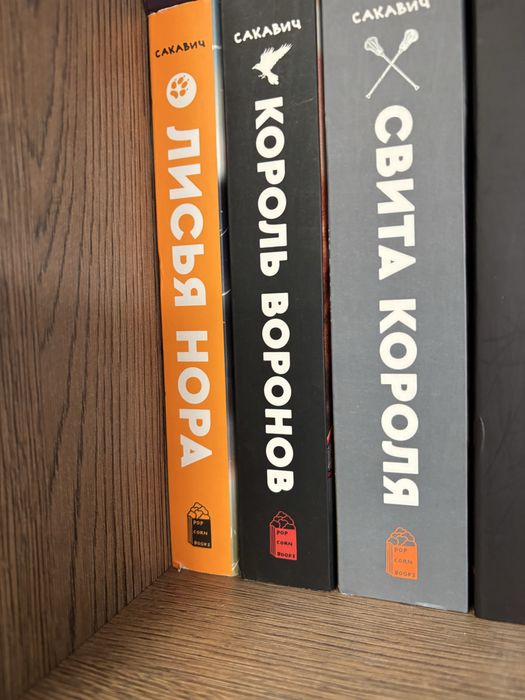 САКАВИЧ
ЛИСЬЯ НОРА
POP
CORN
BOOKS
САКАВИЧ
КОРОЛЬ ВОРОНОВ
POP
CORN
BOOKS
САКАВИЧ
СВИТА КОРОЛЯ
POP
CORN
BOOKS